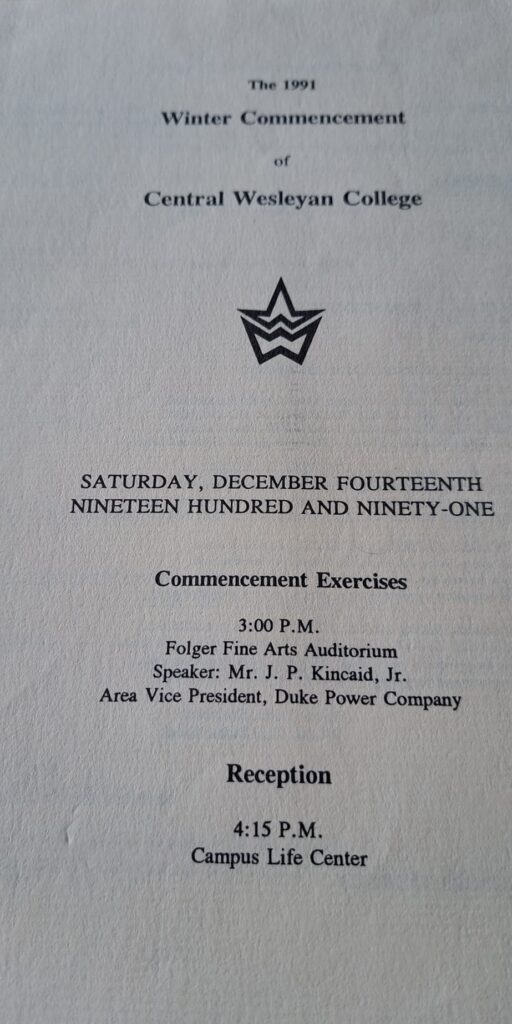 The 1991
Winter Commencement
of
Central Wesleyan College
SATURDAY, DECEMBER FOURTEENTH
NINETEEN HUNDRED AND NINETY-ONE
Commencement Exercises
3:00 P.M.
Folger Fine Arts Auditorium
Speaker: Mr. J. P. Kincaid, Jr.
Area Vice President, Duke Power Company
Reception
4:15 P.M.
Campus Life Center